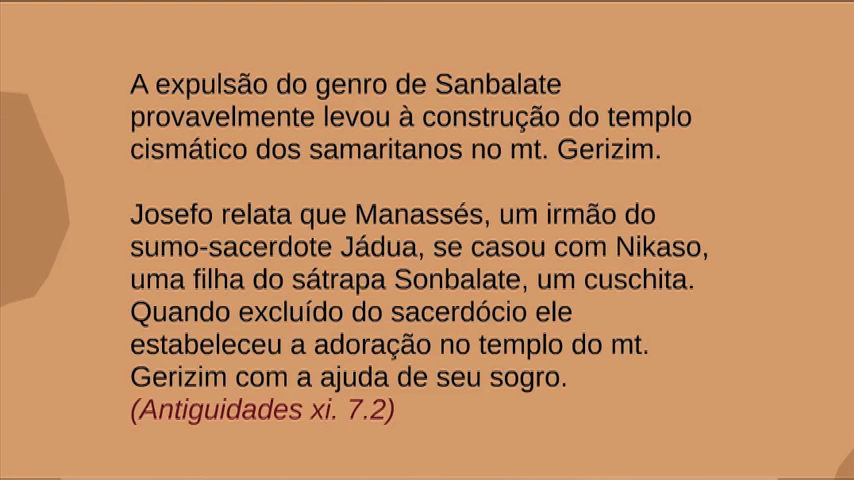 A expulsão do genro de Sanbalate
provavelmente levou à construção do templo
cismático dos samaritanos no mt. Gerizim.
Josefo relata que Manassés, um irmão do
sumo-sacerdote Jádua, se casou com Nikaso,
uma filha do sátrapa Sonbalate, um cuschita.
Quando excluído do sacerdócio ele
estabeleceu a adoração no templo do mt.
Gerizim com a ajuda de seu sogro.
(Antiguidades xi. 7.2)